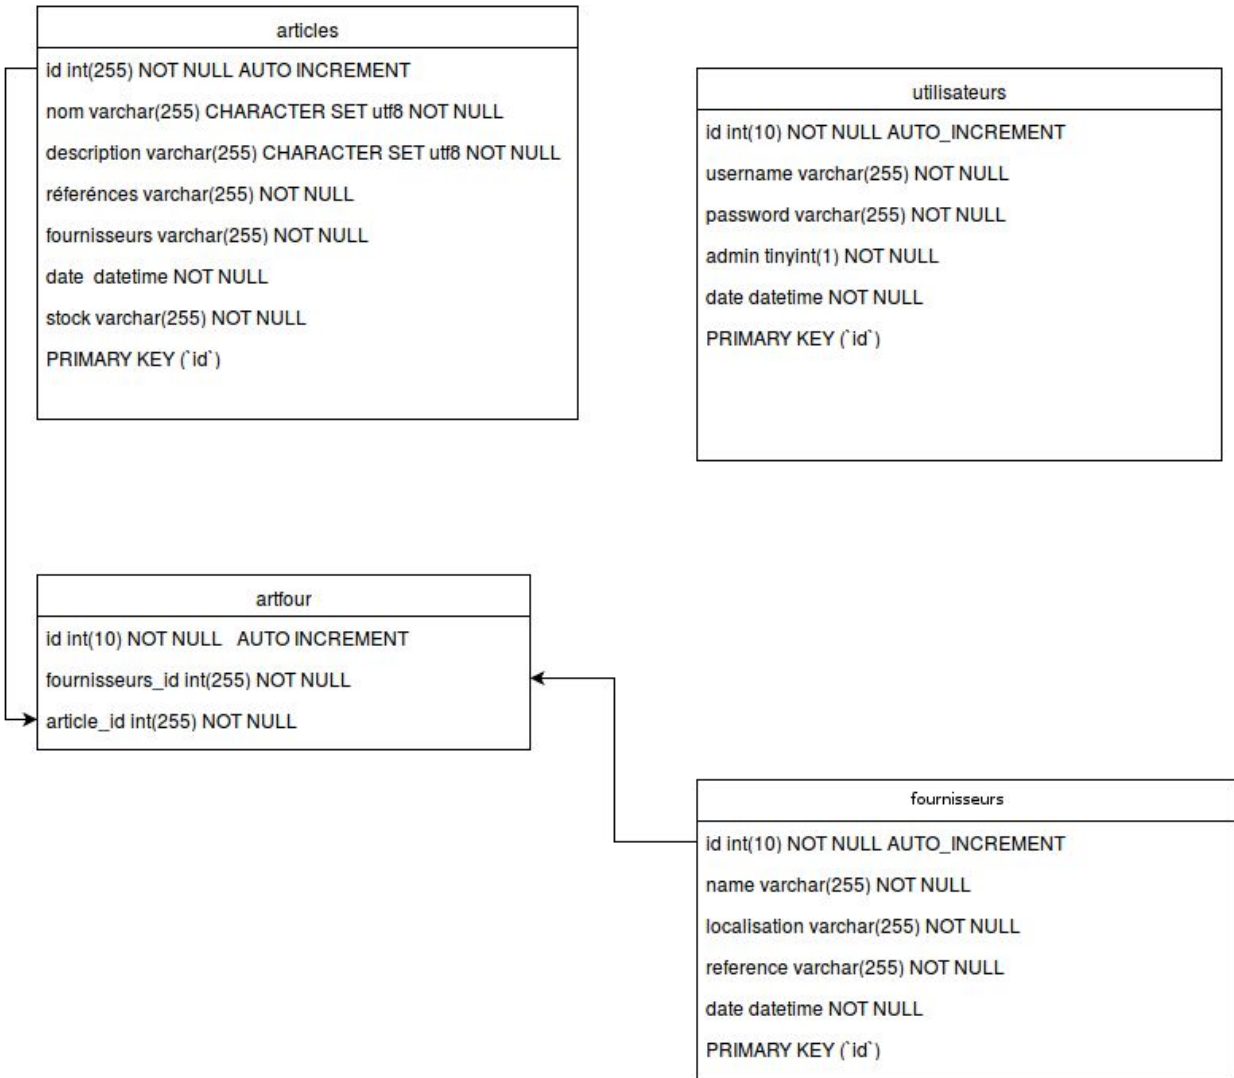 articles
id int(255) NOT NULL AUTO INCREMENT
nom varchar(255) CHARACTER SET utf8 NOT NULL
description varchar(255) CHARACTER SET utf8 NOT NULL
réferénces varchar(255) NOT NULL
fournisseurs varchar(255) NOT NULL
date  datetime NOT NULL
stock varchar(255) NOT NULL
PRIMARY KEY (`id`)
utilisateurs
id int(10) NOT NULL AUTO_INCREMENT
username varchar(255) NOT NULL
password varchar(255) NOT NULL
admin tinyint(1) NOT NULL
date datetime NOT NULL
PRIMARY KEY (`id`)
artfour
id int(10) NOT NULL   AUTO INCREMENT
fournisseurs_id int(255) NOT NULL
article_id int(255) NOT NULL
fournisseurs
id int(10) NOT NULL AUTO_INCREMENT
name varchar(255) NOT NULL
localisation varchar(255) NOT NULL
reference varchar(255) NOT NULL
date datetime NOT NULL
PRIMARY KEY (`id`)